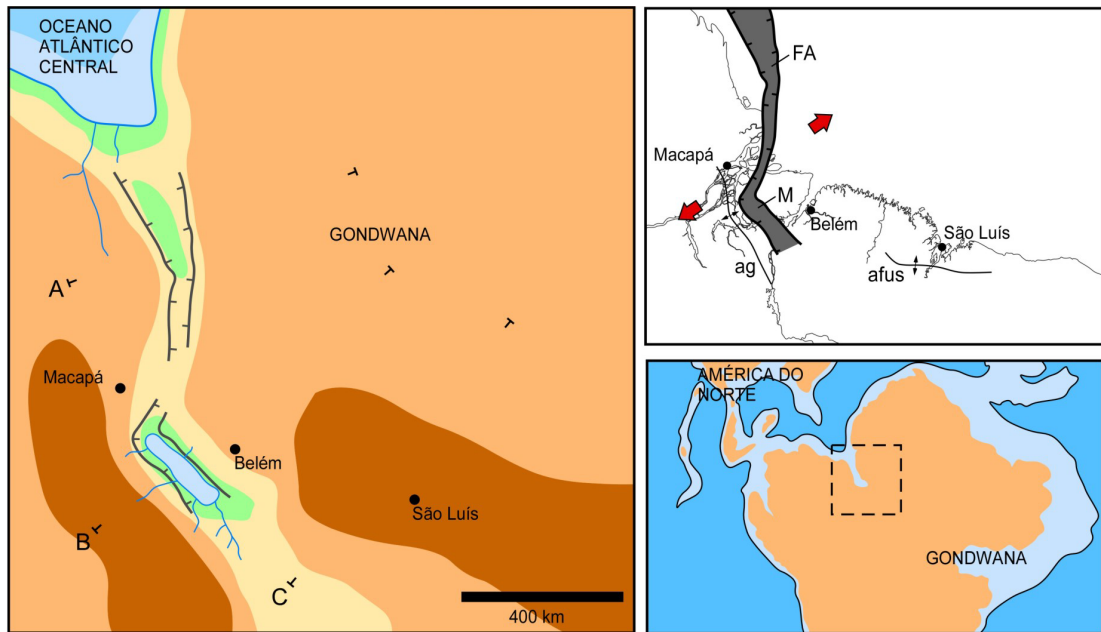 OCEANO
ATLÂNTICO
CENTRAL
GONDWANA
A
Macapá
Belém
São Luís
B
C
400 km
FA
Macapá
M
Belém
São Luís
ag
afus
AMÉRICA DO
NORTE
GONDWANA